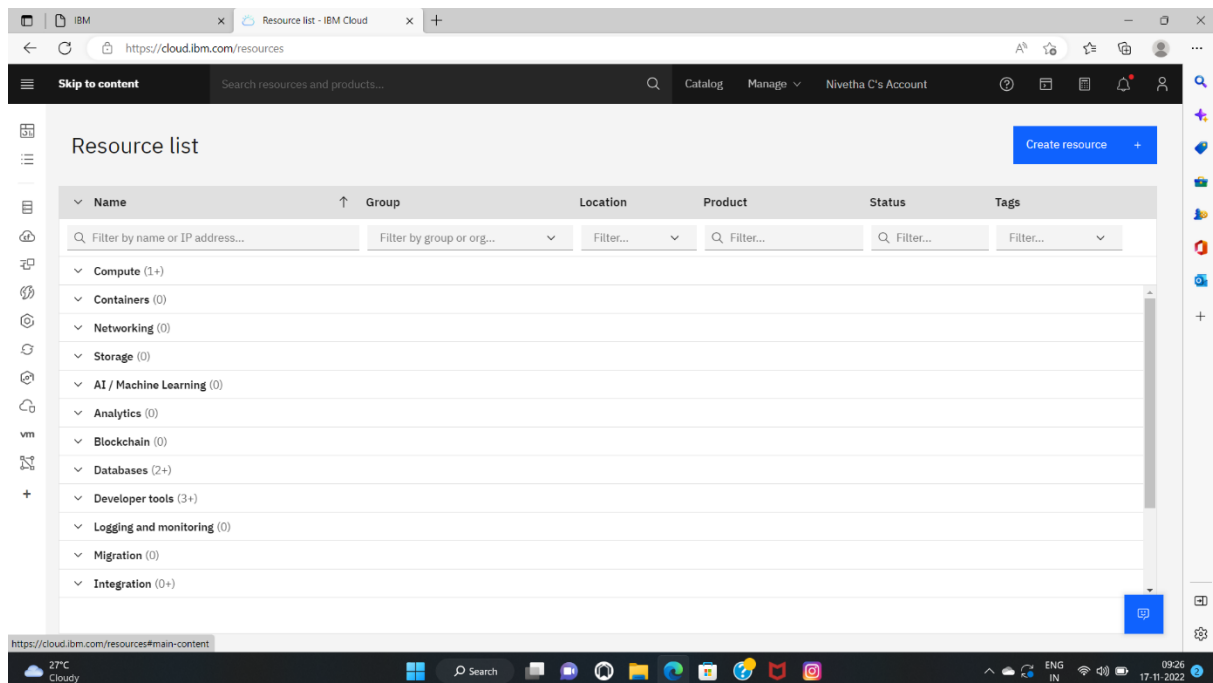 IBM
Resource list - IBM Cloud
https://cloud.ibm.com/resources
Skip to content
Search resources and products...
Catalog
Manage
Nivetha C's Account
Resource list
Create resource +
Name
Group
Location
Product
Status
Tags
Filter by name or IP address...
Filter by group or org...
Filter...
Filter...
Filter...
Filter...
Compute (1+)
Containers (0)
Networking (0)
Storage (0)
AI / Machine Learning (0)
Analytics (0)
Blockchain (0)
vm
Databases (2+)
Developer tools (3+)
Logging and monitoring (0)
Migration (0)
Integration (0+)
https://cloud.ibm.com/resources#main-content
27°C
Cloudy
Search
ENG
IN
09:26
17-11-2022
2